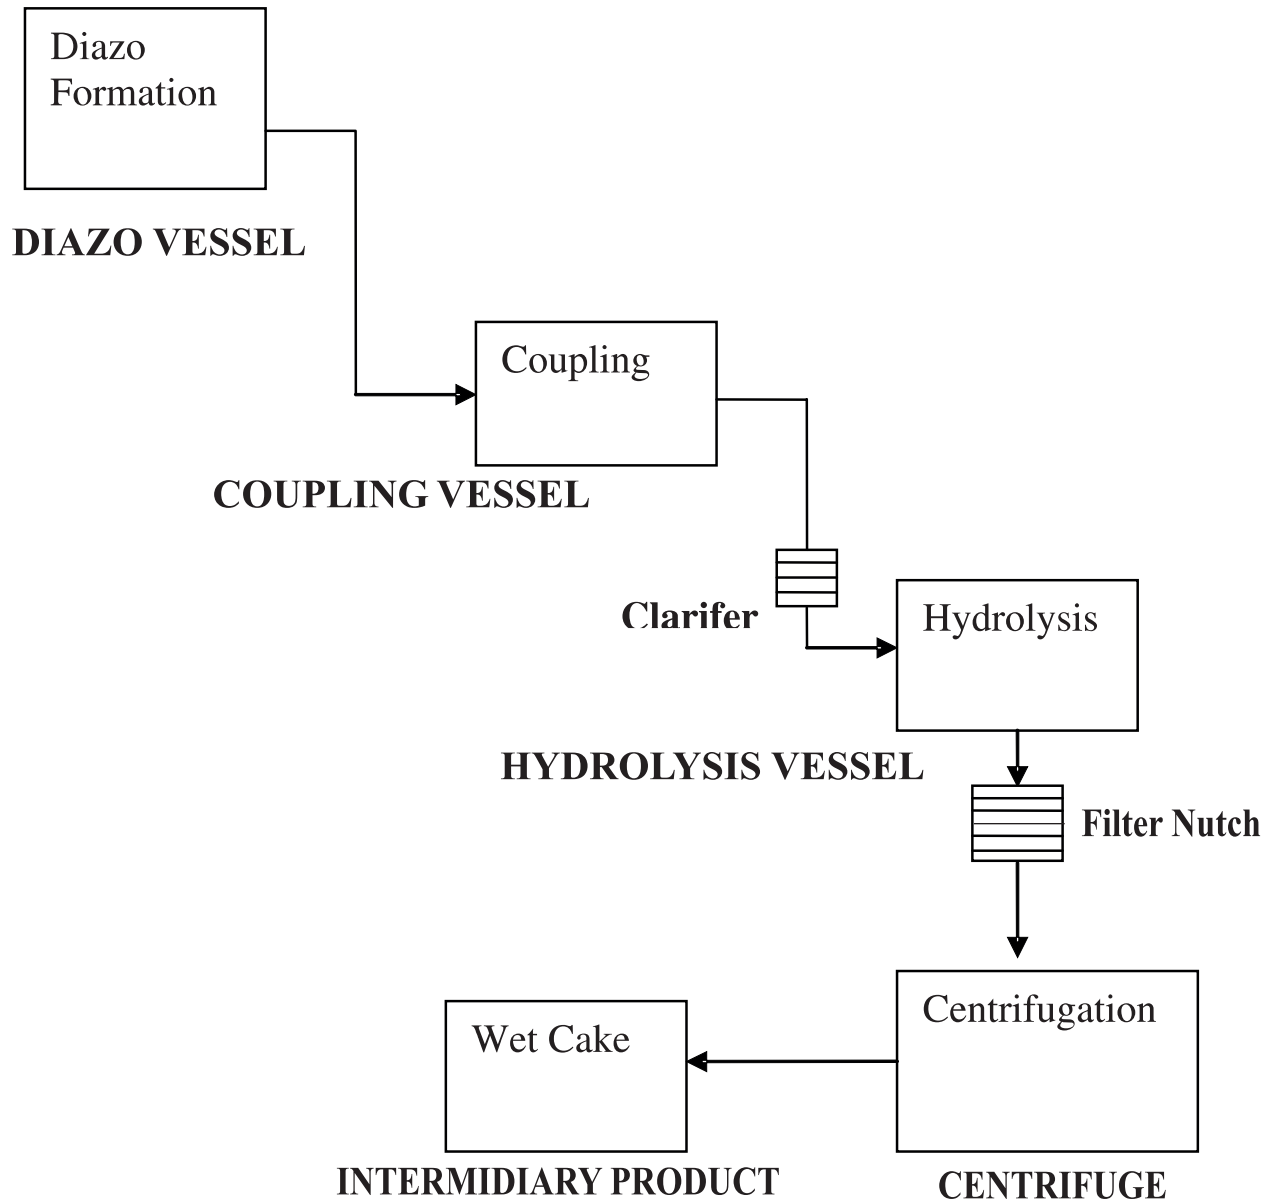 Diazo
Formation
DIAZO VESSEL
Coupling
COUPLING VESSEL
Clarifer
Hydrolysis
HYDROLYSIS VESSEL
Filter Nutch
Centrifugation
Wet Cake
INTERMIDIARY PRODUCT
CENTRIFUGE